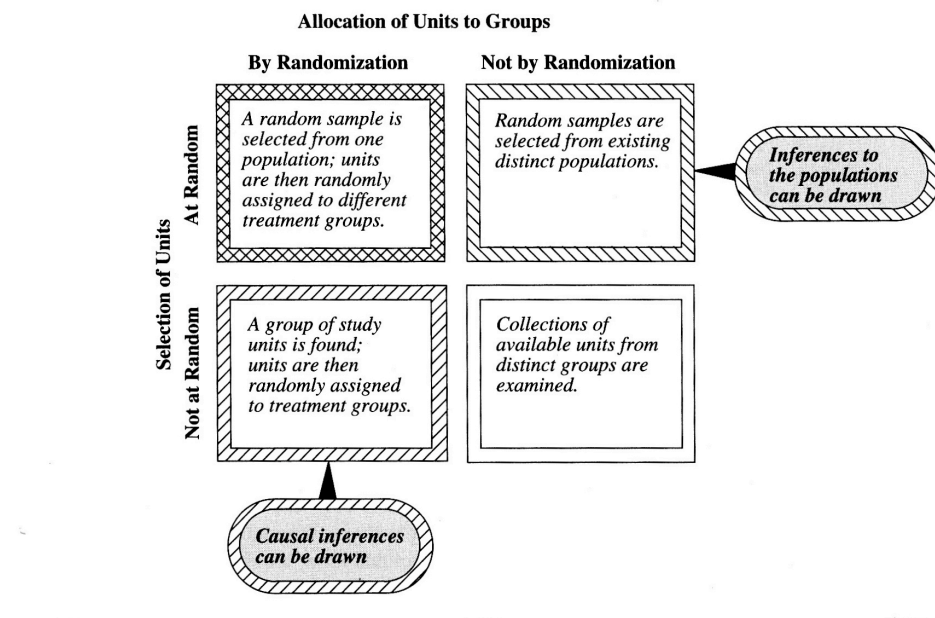 Allocation of Units to Groups
By Randomization
Not by Randomization
Selection of Units
At Random
A random sample is
selected from one
population; units
are then randomly
assigned to different
treatment groups.
Random samples are
selected from existing
distinct populations.
Inferences to
the populations
can be drawn
Not at Random
A group of study
units is found;
units are then
randomly assigned
to treatment groups.
Collections of
available units from
distinct groups are
examined.
Causal inferences
can be drawn